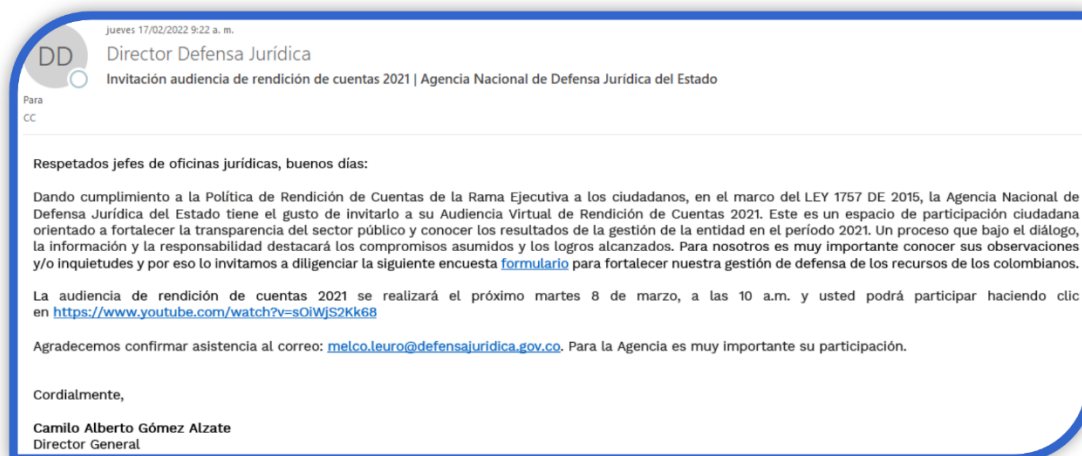 jueves 17/02/2022 9:22 a. m.
DD
Director Defensa Jurídica
Invitación audiencia de rendición de cuentas 2021 | Agencia Nacional de Defensa Jurídica del Estado
Para
CC
Respetados jefes de oficinas jurídicas, buenos días:
Dando cumplimiento a la Política de Rendición de Cuentas de la Rama Ejecutiva a los ciudadanos, en el marco del LEY 1757 DE 2015, la Agencia Nacional de
Defensa Jurídica del Estado tiene el gusto de invitarlo a su Audiencia Virtual de Rendición de Cuentas 2021. Este es un espacio de participación ciudadana
orientado a fortalecer la transparencia del sector público y conocer los resultados de la gestión de la entidad en el período 2021. Un proceso que bajo el diálogo,
la información y la responsabilidad destacará los compromisos asumidos y los logros alcanzados. Para nosotros es muy importante conocer sus observaciones
y/o inquietudes y por eso lo invitamos a diligenciar la siguiente encuesta formulario para fortalecer nuestra gestión de defensa de los recursos de los colombianos.
La audiencia de rendición de cuentas 2021 se realizará el próximo martes 8 de marzo, a las 10 a.m. y usted podrá participar haciendo clic
en https://www.youtube.com/watch?v=sOiWjS2Kk68
Agradecemos confirmar asistencia al correo: melco.leuro@defensajuridica.gov.co. Para la Agencia es muy importante su participación.
Cordialmente,
Camilo Alberto Gómez Alzate
Director General